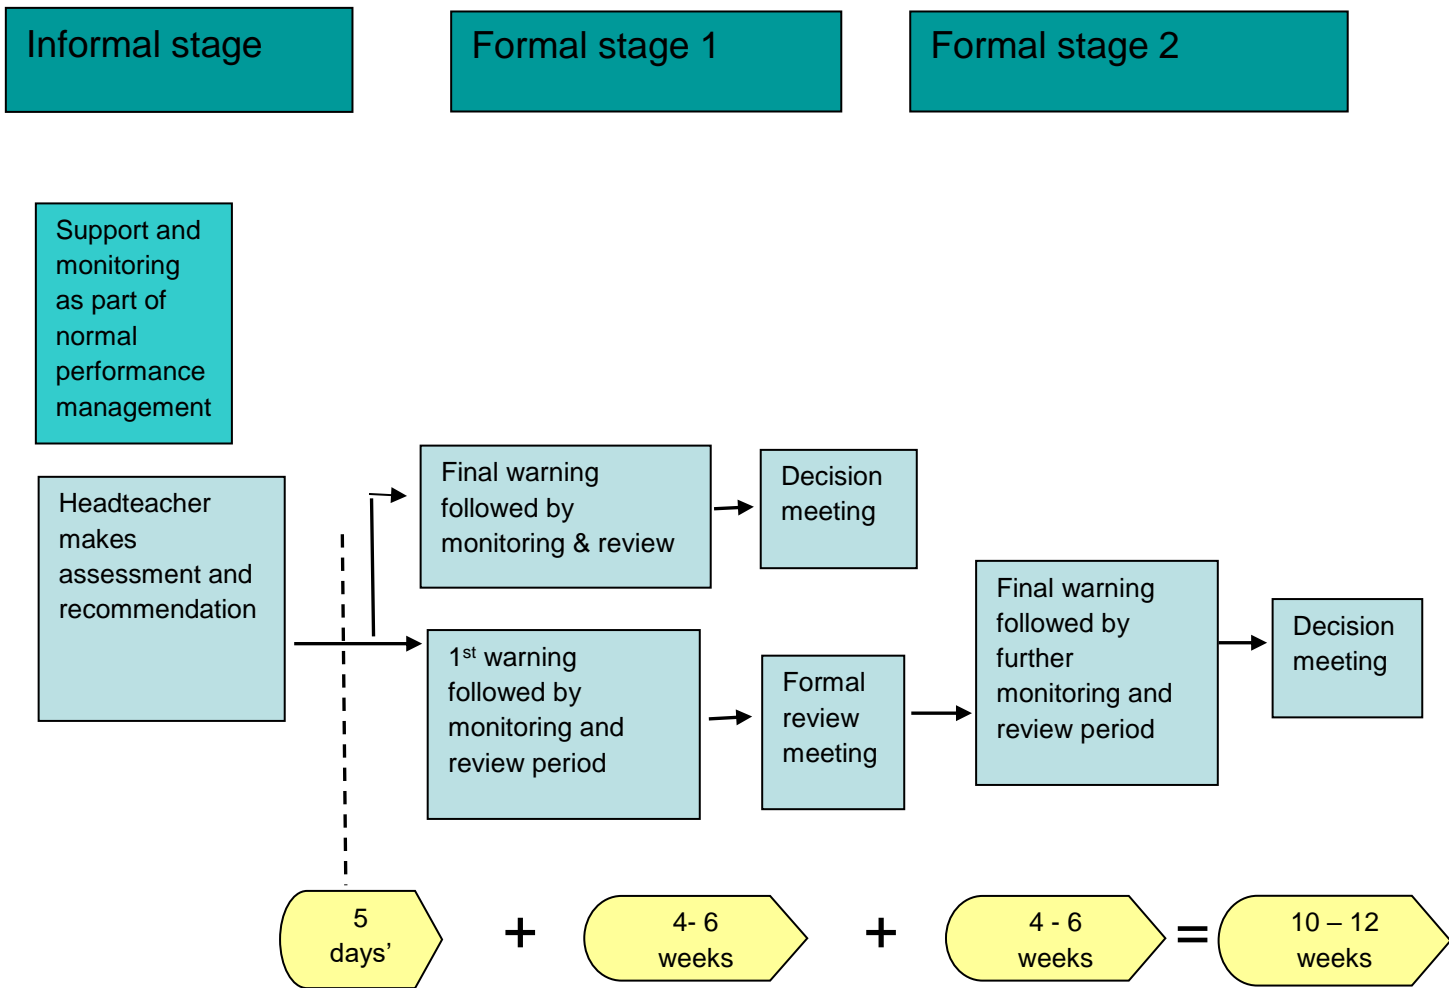 Informal stage
Formal stage 1
Formal stage 2
Support and
monitoring
as part of
normal
performance
management
Headteacher
makes
assessment and
recommendation
Final warning
followed by
monitoring & review
Decision
meeting
1st warning
followed by
monitoring and
review period
Formal
review
meeting
Final warning
followed by
further
monitoring and
review period
Decision
meeting
5
days’
+
4- 6
weeks
+
4 - 6
weeks
=
10 – 12
weeks